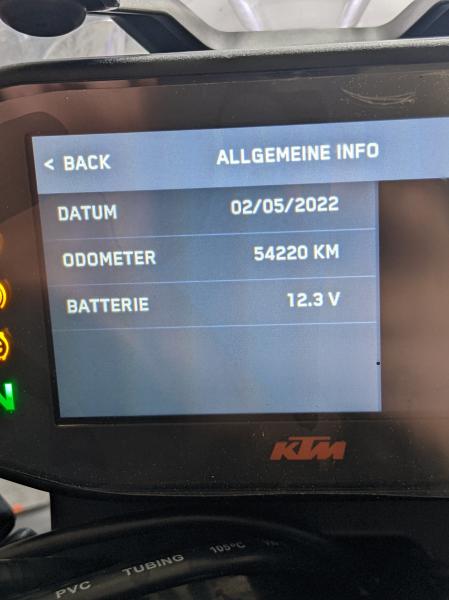 < BACK ALLGEMEINE INFO
DATUM 02/05/2022
ODOMETER 54220 KM
BATTERIE 12.3 V
N
KTM
PVC TUBING 105°C